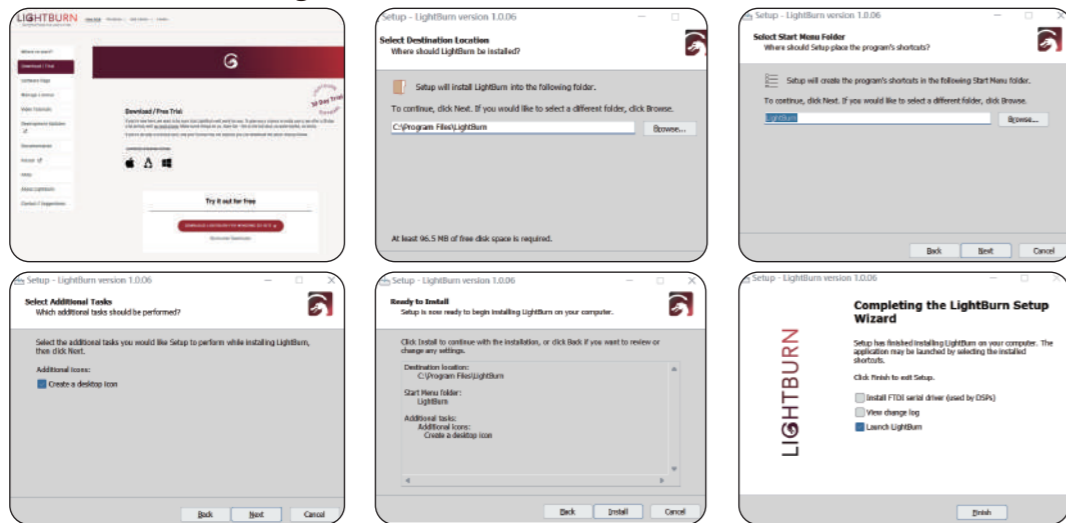 LIGHTBURN
Download / Free Trial
30 Day Trial
Try it out for free
Setup - LightBurn version 1.0.06
Select Destination Location
Where should LightBurn be installed?
Setup will install LightBurn into the following folder.
To continue, click Next. If you would like to select a different folder, click Browse.
C:\Program Files\LightBurn
Browse...
At least 96.5 MB of free disk space is required.
Setup - LightBurn version 1.0.06
Select Start Menu Folder
Where should Setup place the program's shortcuts?
Setup will create the program's shortcuts in the following Start Menu folder.
To continue, click Next. If you would like to select a different folder, click Browse.
LightBurn
Browse...
Back Next Cancel
Setup - LightBurn version 1.0.06
Select Additional Tasks
Which additional tasks should be performed?
Select the additional tasks you would like Setup to perform while installing LightBurn,
then click Next.
Additional icons:
Create a desktop icon
Back Next Cancel
Setup - LightBurn version 1.0.06
Ready to Install
Setup is now ready to begin installing LightBurn on your computer.
Click Install to continue with the installation, or click Back if you want to review or
change any settings.
Destination location:
C:\Program Files\LightBurn
Start Menu folder:
LightBurn
Additional tasks:
Additional icons:
Create a desktop icon
Back Install Cancel
Setup - LightBurn version 1.0.06
LIGHTBURN
Completing the LightBurn Setup
Wizard
Setup has finished installing LightBurn on your computer. The
application may be launched by selecting the installed
shortcuts.
Click Finish to exit Setup.
Install FTDI serial driver (used by DSPs)
View change log
Launch LightBurn
Finish